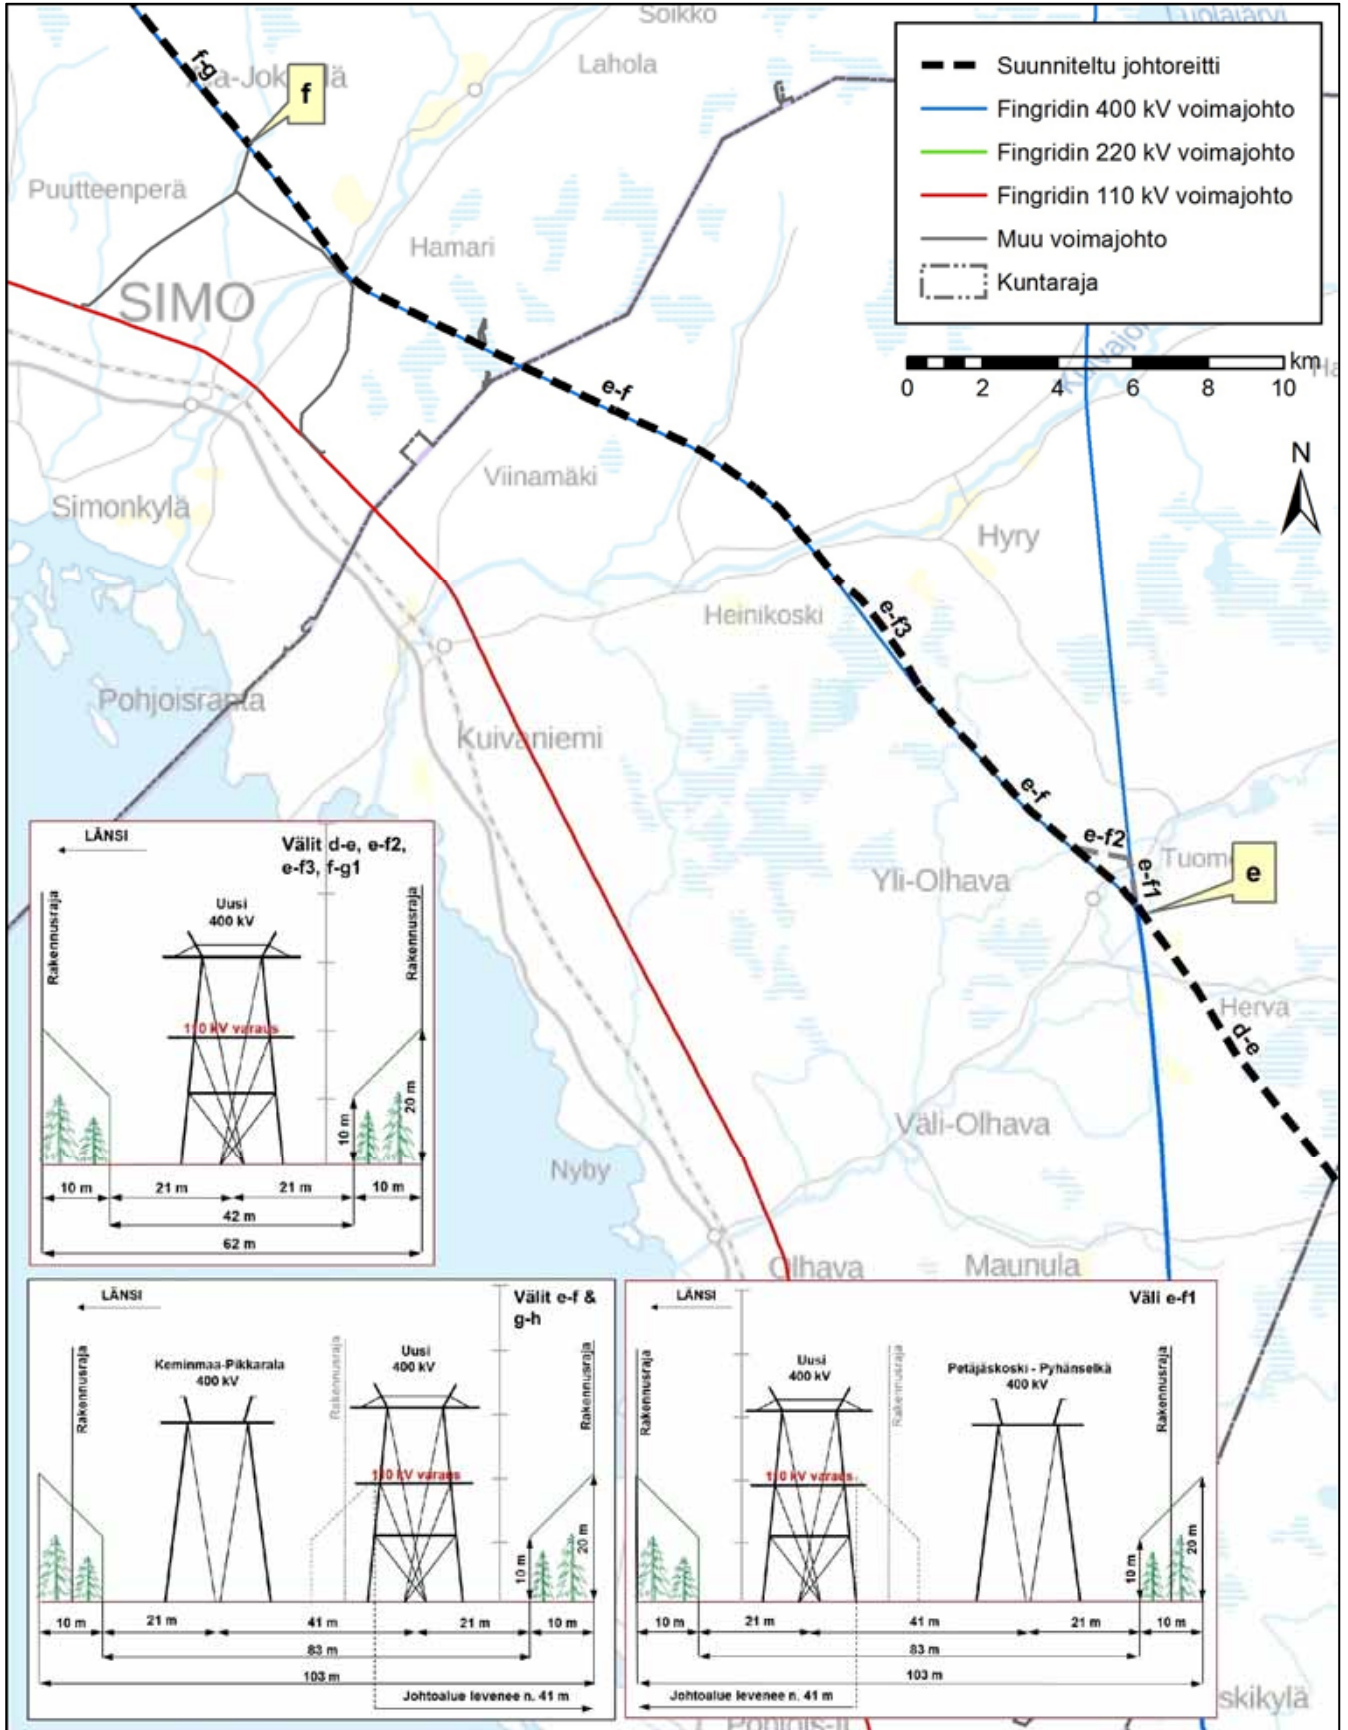 Soikko
Lahola
f-g
f
Puutteenperä
Hamari
SIMO
Suunniteltu johtoreitti
Fingridin 400 kV voimajohto
Fingridin 220 kV voimajohto
Fingridin 110 kV voimajohto
Muu voimajohto
Kuntaraja
km
0 2 4 6 8 10
N
e-f
Viinamäki
Simonkylä
Hyry
Heinikoski
e-f3
Pohjoisranta
Kuivaniemi
e-f
e-f2
e-f1
Yli-Olhava
e
Herva
d-e
Väli-Olhava
Nyby
Olhava
Maunula
LÄNSI
Välit d-e, e-f2,
e-f3, f-g1
Rakennusraja
Uusi
400 kV
Rakennusraja
110 kV varaus
10 m
20 m
10 m 21 m 21 m 10 m
42 m
62 m
LÄNSI
Välit e-f &
g-h
Rakennusraja
Keminmaa-Pikkarala
400 kV
Rakennusraja
Uusi
400 kV
Rakennusraja
110 kV varaus
10 m
20 m
10 m 21 m 41 m 21 m 10 m
83 m
103 m
Johtoalue levenee n. 41 m
LÄNSI
Väli e-f1
Rakennusraja
Uusi
400 kV
Rakennusraja
Petäjäskoski - Pyhänselkä
400 kV
Rakennusraja
110 kV varaus
10 m
20 m
10 m 21 m 41 m 21 m 10 m
83 m
103 m
Johtoalue levenee n. 41 m
skikylä